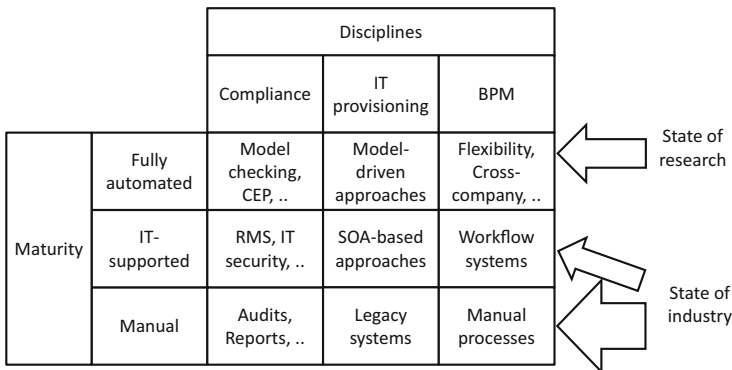 Disciplines
Compliance
IT
provisioning
BPM
Maturity
Fully
automated
Model
checking,
CEP, ..
Model-
driven
approaches
Flexibility,
Cross-
company, ..
State of
research
IT-
supported
RMS, IT
security, ..
SOA-based
approaches
Workflow
systems
Manual
Audits,
Reports, ..
Legacy
systems
Manual
processes
State of
industry